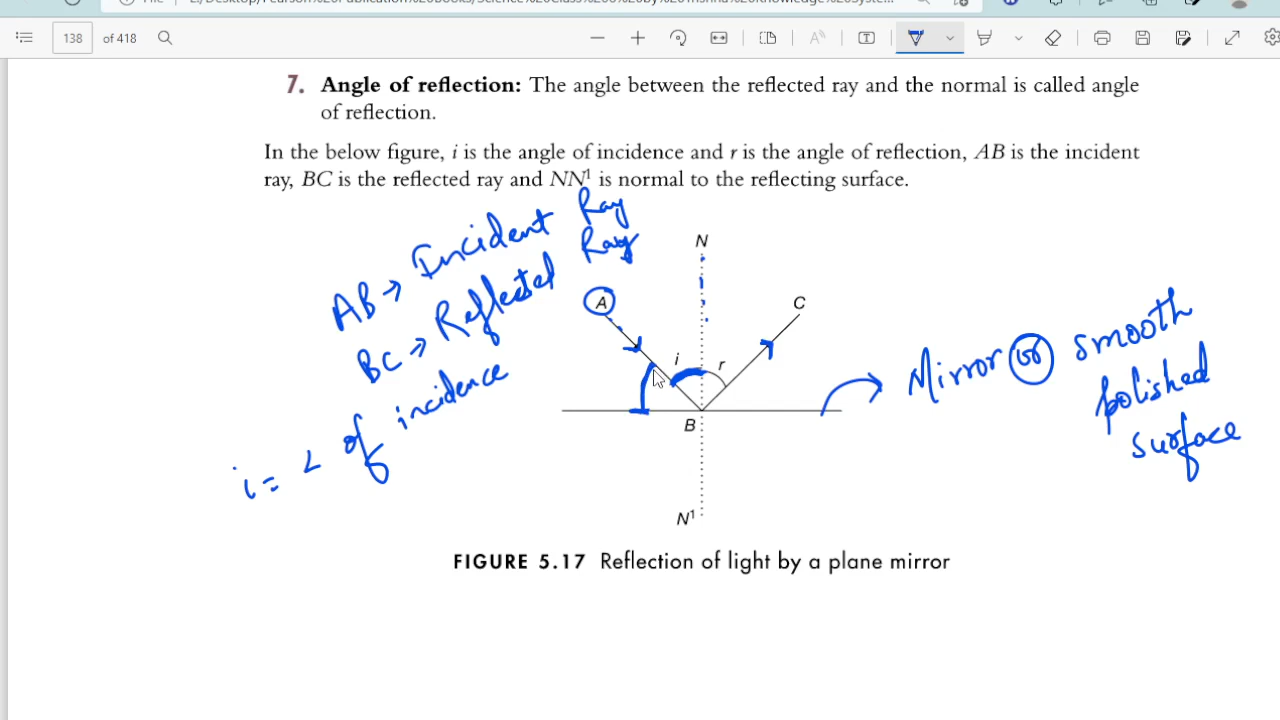 138 of 418
7. Angle of reflection: The angle between the reflected ray and the normal is called angle
of reflection.
In the below figure, i is the angle of incidence and r is the angle of reflection, AB is the incident
ray, BC is the reflected ray and NN¹ is normal to the reflecting surface.
AB → Incident Ray
BC → Reflected Ray
i = ∠ of incidence
N
A
C
i
r
B
N¹
Mirror or smooth
polished
surface
FIGURE 5.17 Reflection of light by a plane mirror